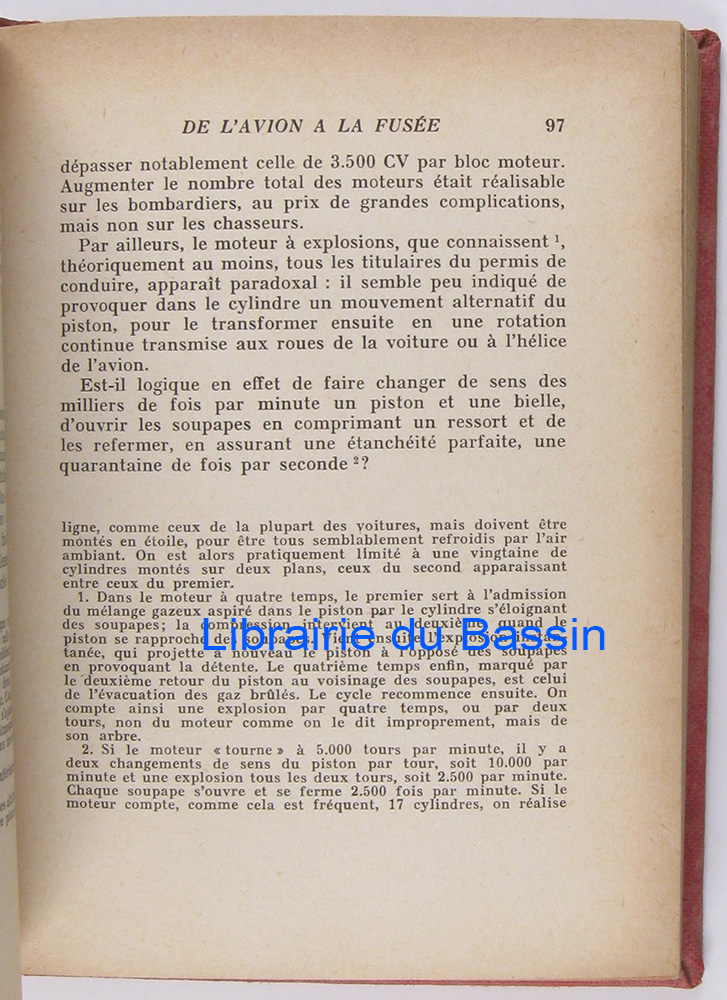 DE L'AVION A LA FUSÉE 97
dépasser notablement celle de 3.500 CV par bloc moteur.
Augmenter le nombre total des moteurs était réalisable
sur les bombardiers, au prix de grandes complications,
mais non sur les chasseurs.
Par ailleurs, le moteur à explosions, que connaissent ¹,
théoriquement au moins, tous les titulaires du permis de
conduire, apparaît paradoxal : il semble peu indiqué de
provoquer dans le cylindre un mouvement alternatif du
piston, pour le transformer ensuite en une rotation
continue transmise aux roues de la voiture ou à l'hélice
de l'avion.
Est-il logique en effet de faire changer de sens des
milliers de fois par minute un piston et une bielle,
d'ouvrir les soupapes en comprimant un ressort et de
les refermer, en assurant une étanchéité parfaite, une
quarantaine de fois par seconde ²?
ligne, comme ceux de la plupart des voitures, mais doivent être
montés en étoile, pour être tous semblablement refroidis par l'air
ambiant. On est alors pratiquement limité à une vingtaine de
cylindres montés sur deux plans, ceux du second apparaissant
entre ceux du premier.
1. Dans le moteur à quatre temps, le premier sert à l'admission
du mélange gazeux aspiré dans le piston par le cylindre s'éloignant
des soupapes; la compression intervient au deuxième, quand le
piston se rapproche des soupapes. Vient ensuite l'explosion instan-
tanée, qui projette à nouveau le piston à l'opposé des soupapes
en provoquant la détente. Le quatrième temps enfin, marqué par
le deuxième retour du piston au voisinage des soupapes, est celui
de l'évacuation des gaz brûlés. Le cycle recommence ensuite. On
compte ainsi une explosion par quatre temps, ou par deux
tours, non du moteur comme on le dit improprement, mais de
son arbre.
2. Si le moteur « tourne » à 5.000 tours par minute, il y a
deux changements de sens du piston par tour, soit 10.000 par
minute et une explosion tous les deux tours, soit 2.500 par minute.
Chaque soupape s'ouvre et se ferme 2.500 fois par minute. Si le
moteur compte, comme cela est fréquent, 17 cylindres, on réalise
Librairie du Bassin